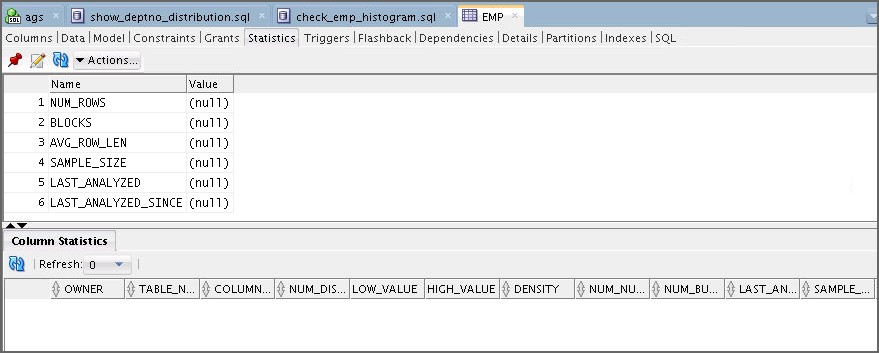 ags show_deptno_distribution.sql check_emp_histogram.sql EMP
Columns | Data | Model | Constraints | Grants | Statistics | Triggers | Flashback | Dependencies | Details | Partitions | Indexes | SQL
Actions...
Name Value
1 NUM_ROWS (null)
2 BLOCKS (null)
3 AVG_ROW_LEN (null)
4 SAMPLE_SIZE (null)
5 LAST_ANALYZED (null)
6 LAST_ANALYZED_SINCE (null)
Column Statistics
Refresh: 0
OWNER TABLE_N... COLUMN... NUM_DIS... LOW_VALUE HIGH_VALUE DENSITY NUM_NU... NUM_BU... LAST_AN... SAMPLE_...